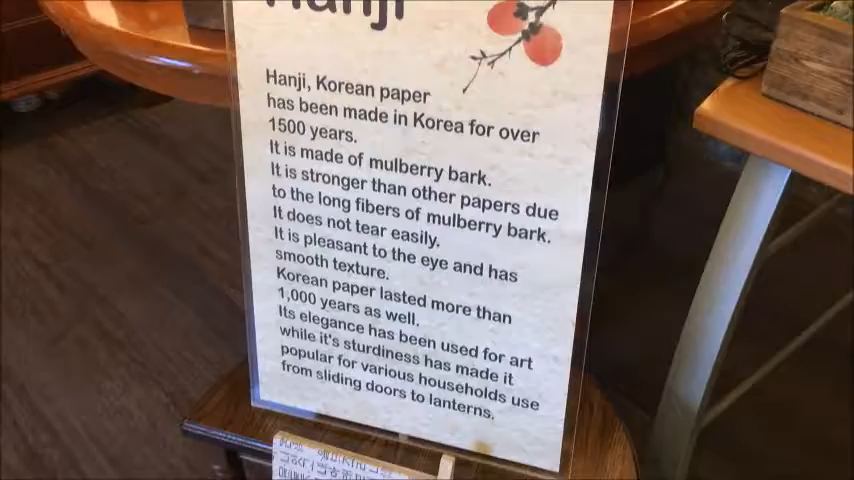 Hanji
Hanji, Korean paper
has been made in Korea for over
1500 years.
It is made of mulberry bark.
It is stronger than other papers due
to the long fibers of mulberry bark.
It does not tear easily.
It is pleasant to the eye and has
smooth texture.
Korean paper lasted more than
1,000 years as well.
Its elegance has been used for art
while it's sturdiness has made it
popular for various households use
from sliding doors to lanterns.